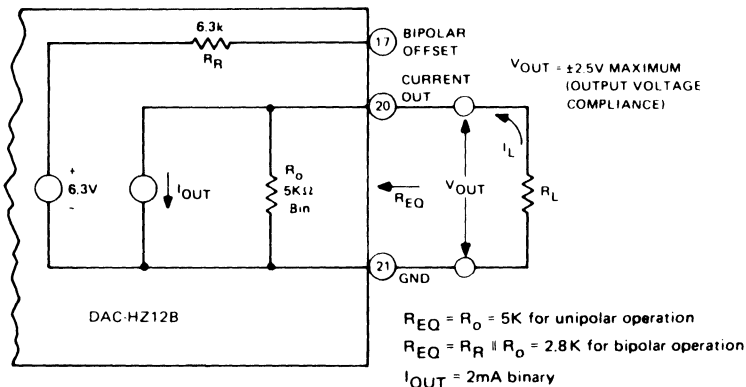 6.3k
R_R
17 BIPOLAR
OFFSET
CURRENT
20 OUT
V_OUT = ±2.5V MAXIMUM
(OUTPUT VOLTAGE
COMPLIANCE)
I_L
+
6.3V
-
I_OUT
R_o
5KΩ
Bin
R_EQ
V_OUT
R_L
21 GND
DAC-HZ12B
R_EQ = R_o = 5K for unipolar operation
R_EQ = R_R ∥ R_o = 2.8K for bipolar operation
I_OUT = 2mA binary